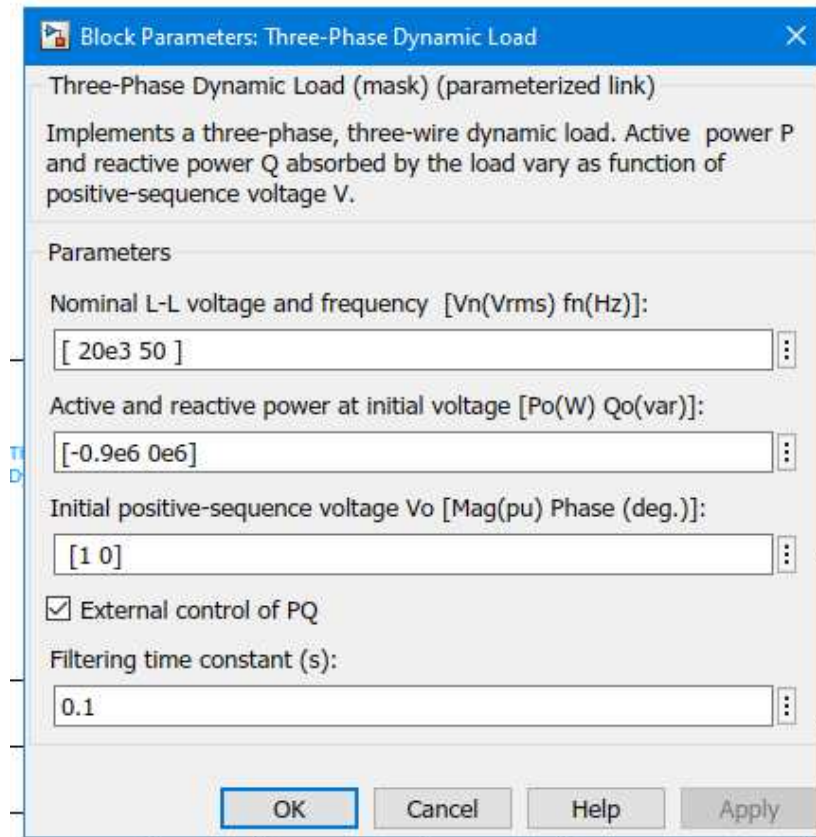 Block Parameters: Three-Phase Dynamic Load
Three-Phase Dynamic Load (mask) (parameterized link)
Implements a three-phase, three-wire dynamic load. Active  power P
and reactive power Q absorbed by the load vary as function of
positive-sequence voltage V.
Parameters
Nominal L-L voltage and frequency  [Vn(Vrms) fn(Hz)]:
[ 20e3 50 ]
Active and reactive power at initial voltage [Po(W) Qo(var)]:
[-0.9e6 0e6]
Initial positive-sequence voltage Vo [Mag(pu) Phase (deg.)]:
[1 0]
External control of PQ
Filtering time constant (s):
0.1
OK Cancel Help Apply